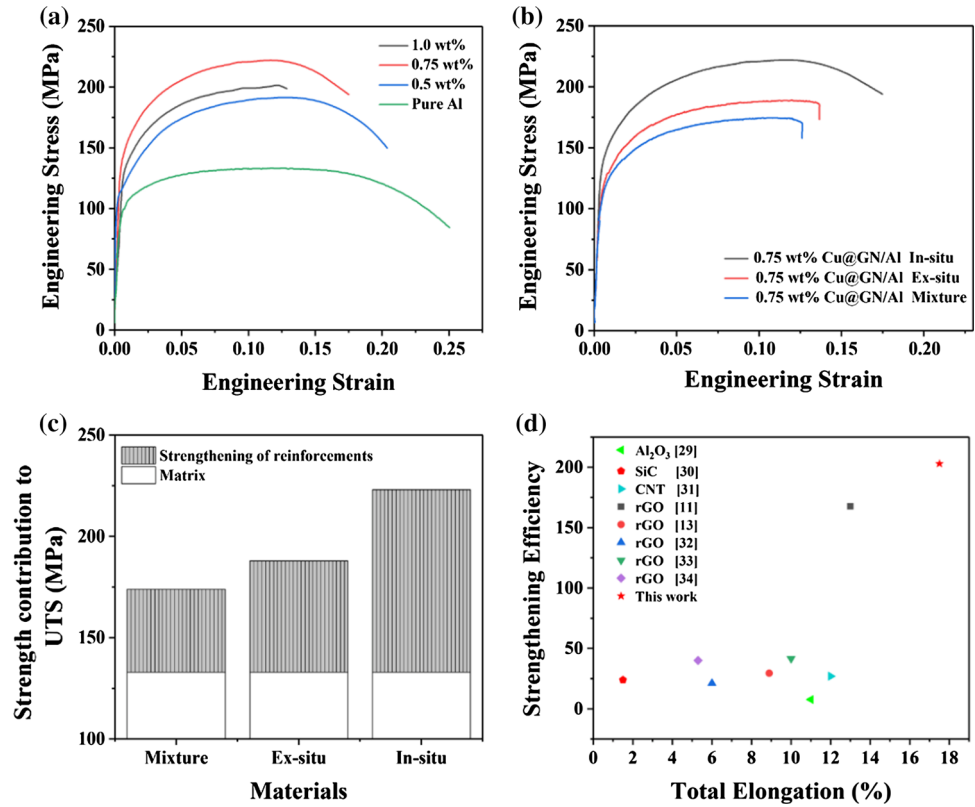 (a)
250
200
150
100
50
0
Engineering Stress (MPa)
1.0 wt%
0.75 wt%
0.5 wt%
Pure Al
0.00 0.05 0.10 0.15 0.20 0.25
Engineering Strain
(b)
250
200
150
100
50
0
Engineering Stress (MPa)
0.75 wt% Cu@GN/Al In-situ
0.75 wt% Cu@GN/Al Ex-situ
0.75 wt% Cu@GN/Al Mixture
0.00 0.05 0.10 0.15 0.20
Engineering Strain
(c)
250
200
150
100
Strength contribution to
UTS (MPa)
Strengthening of reinforcements
Matrix
Mixture Ex-situ In-situ
Materials
(d)
200
150
100
50
0
Strengthening Efficiency
Al₂O₃ [29]
SiC [30]
CNT [31]
rGO [11]
rGO [13]
rGO [32]
rGO [33]
rGO [34]
This work
0 2 4 6 8 10 12 14 16 18
Total Elongation (%)